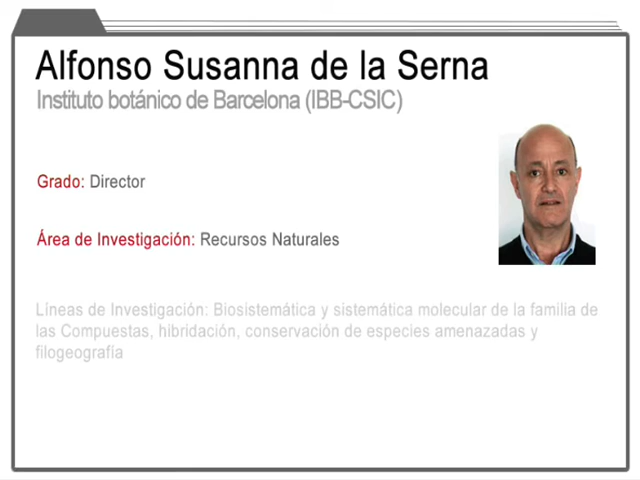 Alfonso Susanna de la Serna
Instituto botánico de Barcelona (IBB-CSIC)
Grado: Director
Área de Investigación: Recursos Naturales
Líneas de Investigación: Biosistemática y sistemática molecular de la familia de
las Compuestas, hibridación, conservación de especies amenazadas y
filogeografía